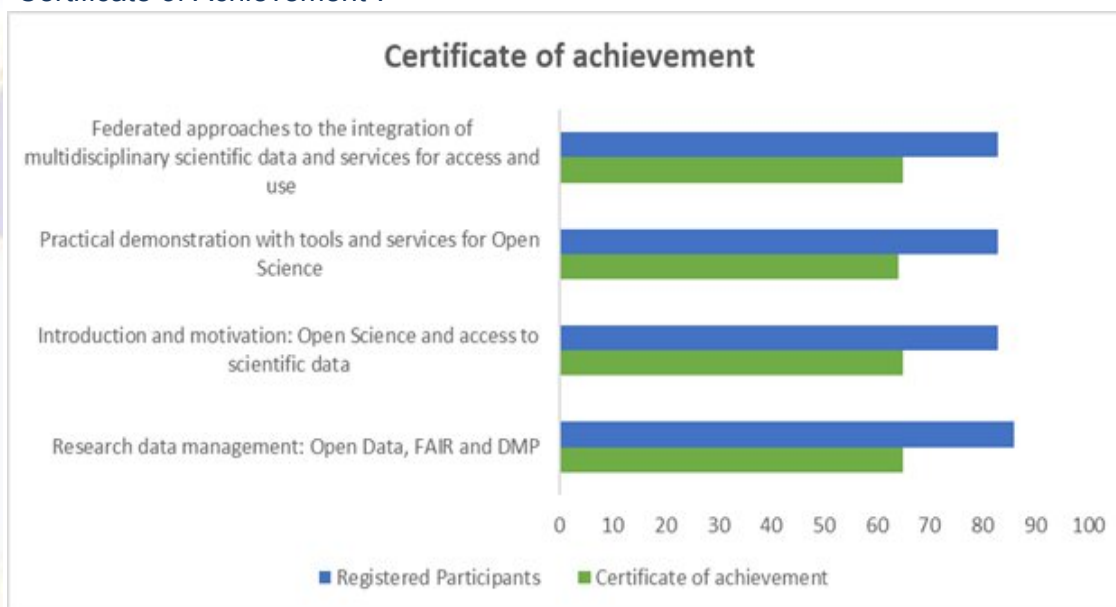 Certificate of Achievement".
Certificate of achievement
Federated approaches to the integration of
multidisciplinary scientific data and services for access and
use
Practical demonstration with tools and services for Open
Science
Introduction and motivation: Open Science and access to
scientific data
Research data management: Open Data, FAIR and DMP
0 10 20 30 40 50 60 70 80 90 100
Registered Participants Certificate of achievement